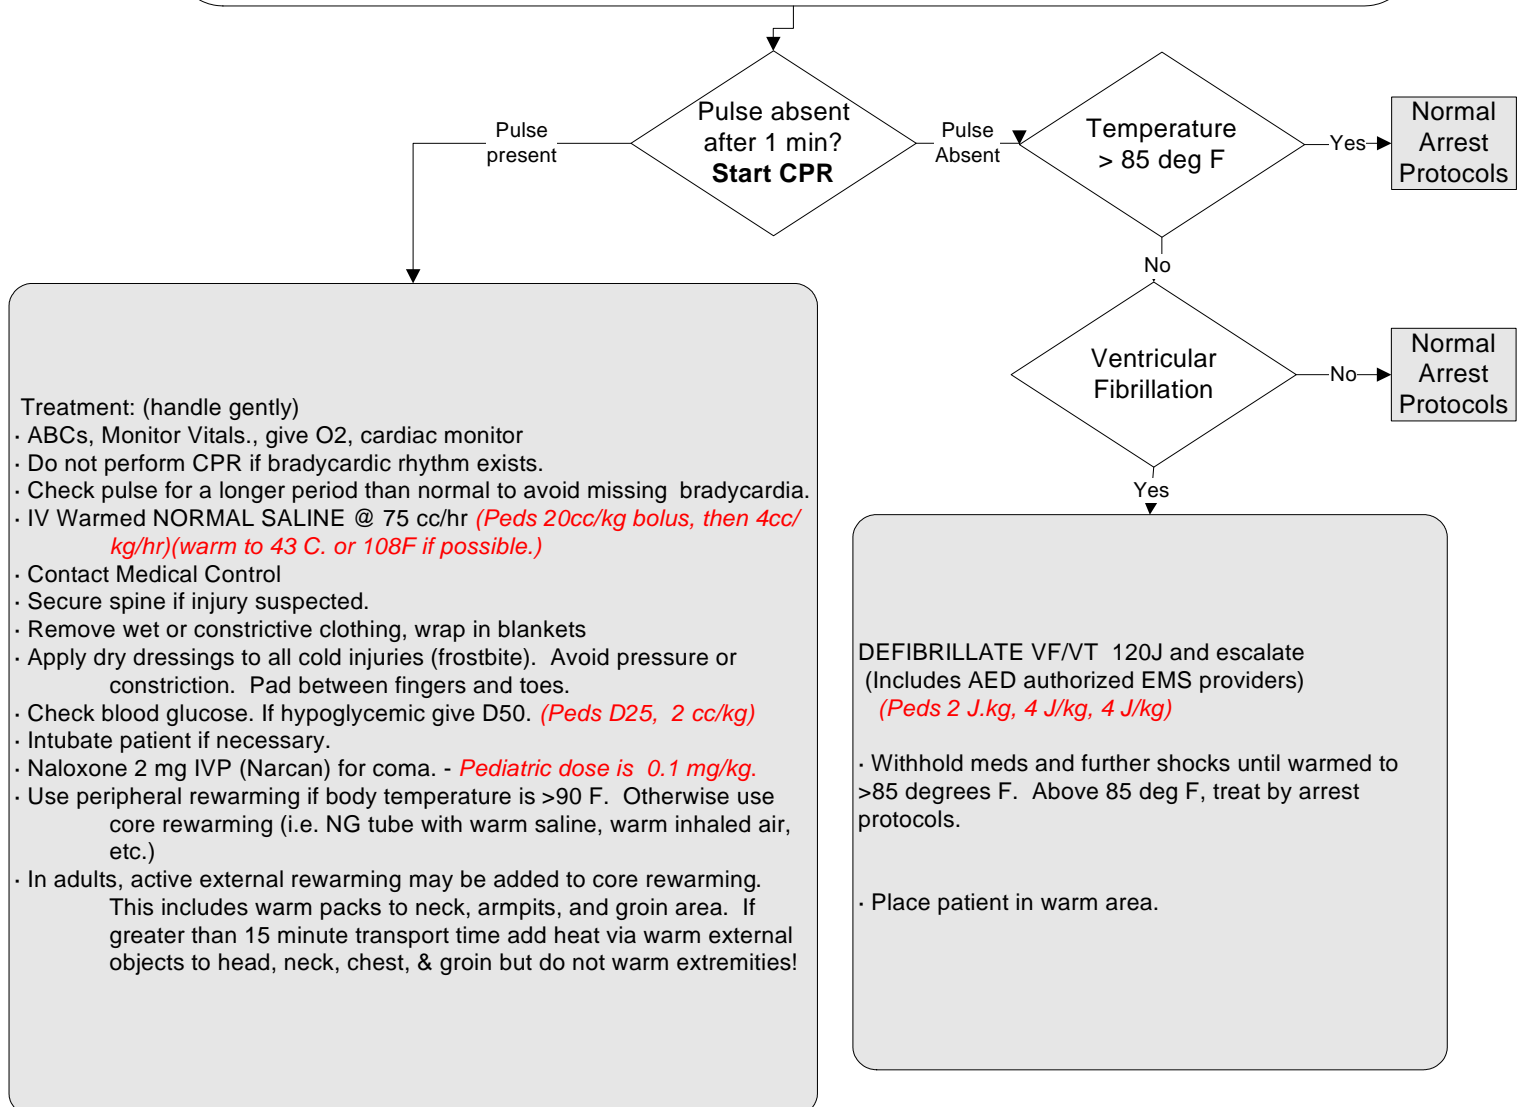 Pulse absent
after 1 min?
Start CPR
Pulse
present
Pulse
Absent
Temperature
> 85 deg F
Yes
Normal
Arrest
Protocols
No
Ventricular
Fibrillation
No
Normal
Arrest
Protocols
Yes
Treatment: (handle gently)
· ABCs, Monitor Vitals., give O2, cardiac monitor
· Do not perform CPR if bradycardic rhythm exists.
· Check pulse for a longer period than normal to avoid missing bradycardia.
· IV Warmed NORMAL SALINE @ 75 cc/hr (Peds 20cc/kg bolus, then 4cc/
kg/hr)(warm to 43 C. or 108F if possible.)
· Contact Medical Control
· Secure spine if injury suspected.
· Remove wet or constrictive clothing, wrap in blankets
· Apply dry dressings to all cold injuries (frostbite). Avoid pressure or
constriction. Pad between fingers and toes.
· Check blood glucose. If hypoglycemic give D50. (Peds D25, 2 cc/kg)
· Intubate patient if necessary.
· Naloxone 2 mg IVP (Narcan) for coma. - Pediatric dose is 0.1 mg/kg.
· Use peripheral rewarming if body temperature is >90 F. Otherwise use
core rewarming (i.e. NG tube with warm saline, warm inhaled air,
etc.)
· In adults, active external rewarming may be added to core rewarming.
This includes warm packs to neck, armpits, and groin area. If
greater than 15 minute transport time add heat via warm external
objects to head, neck, chest, & groin but do not warm extremities!
DEFIBRILLATE VF/VT 120J and escalate
(Includes AED authorized EMS providers)
(Peds 2 J.kg, 4 J/kg, 4 J/kg)
· Withhold meds and further shocks until warmed to
>85 degrees F. Above 85 deg F, treat by arrest
protocols.
· Place patient in warm area.